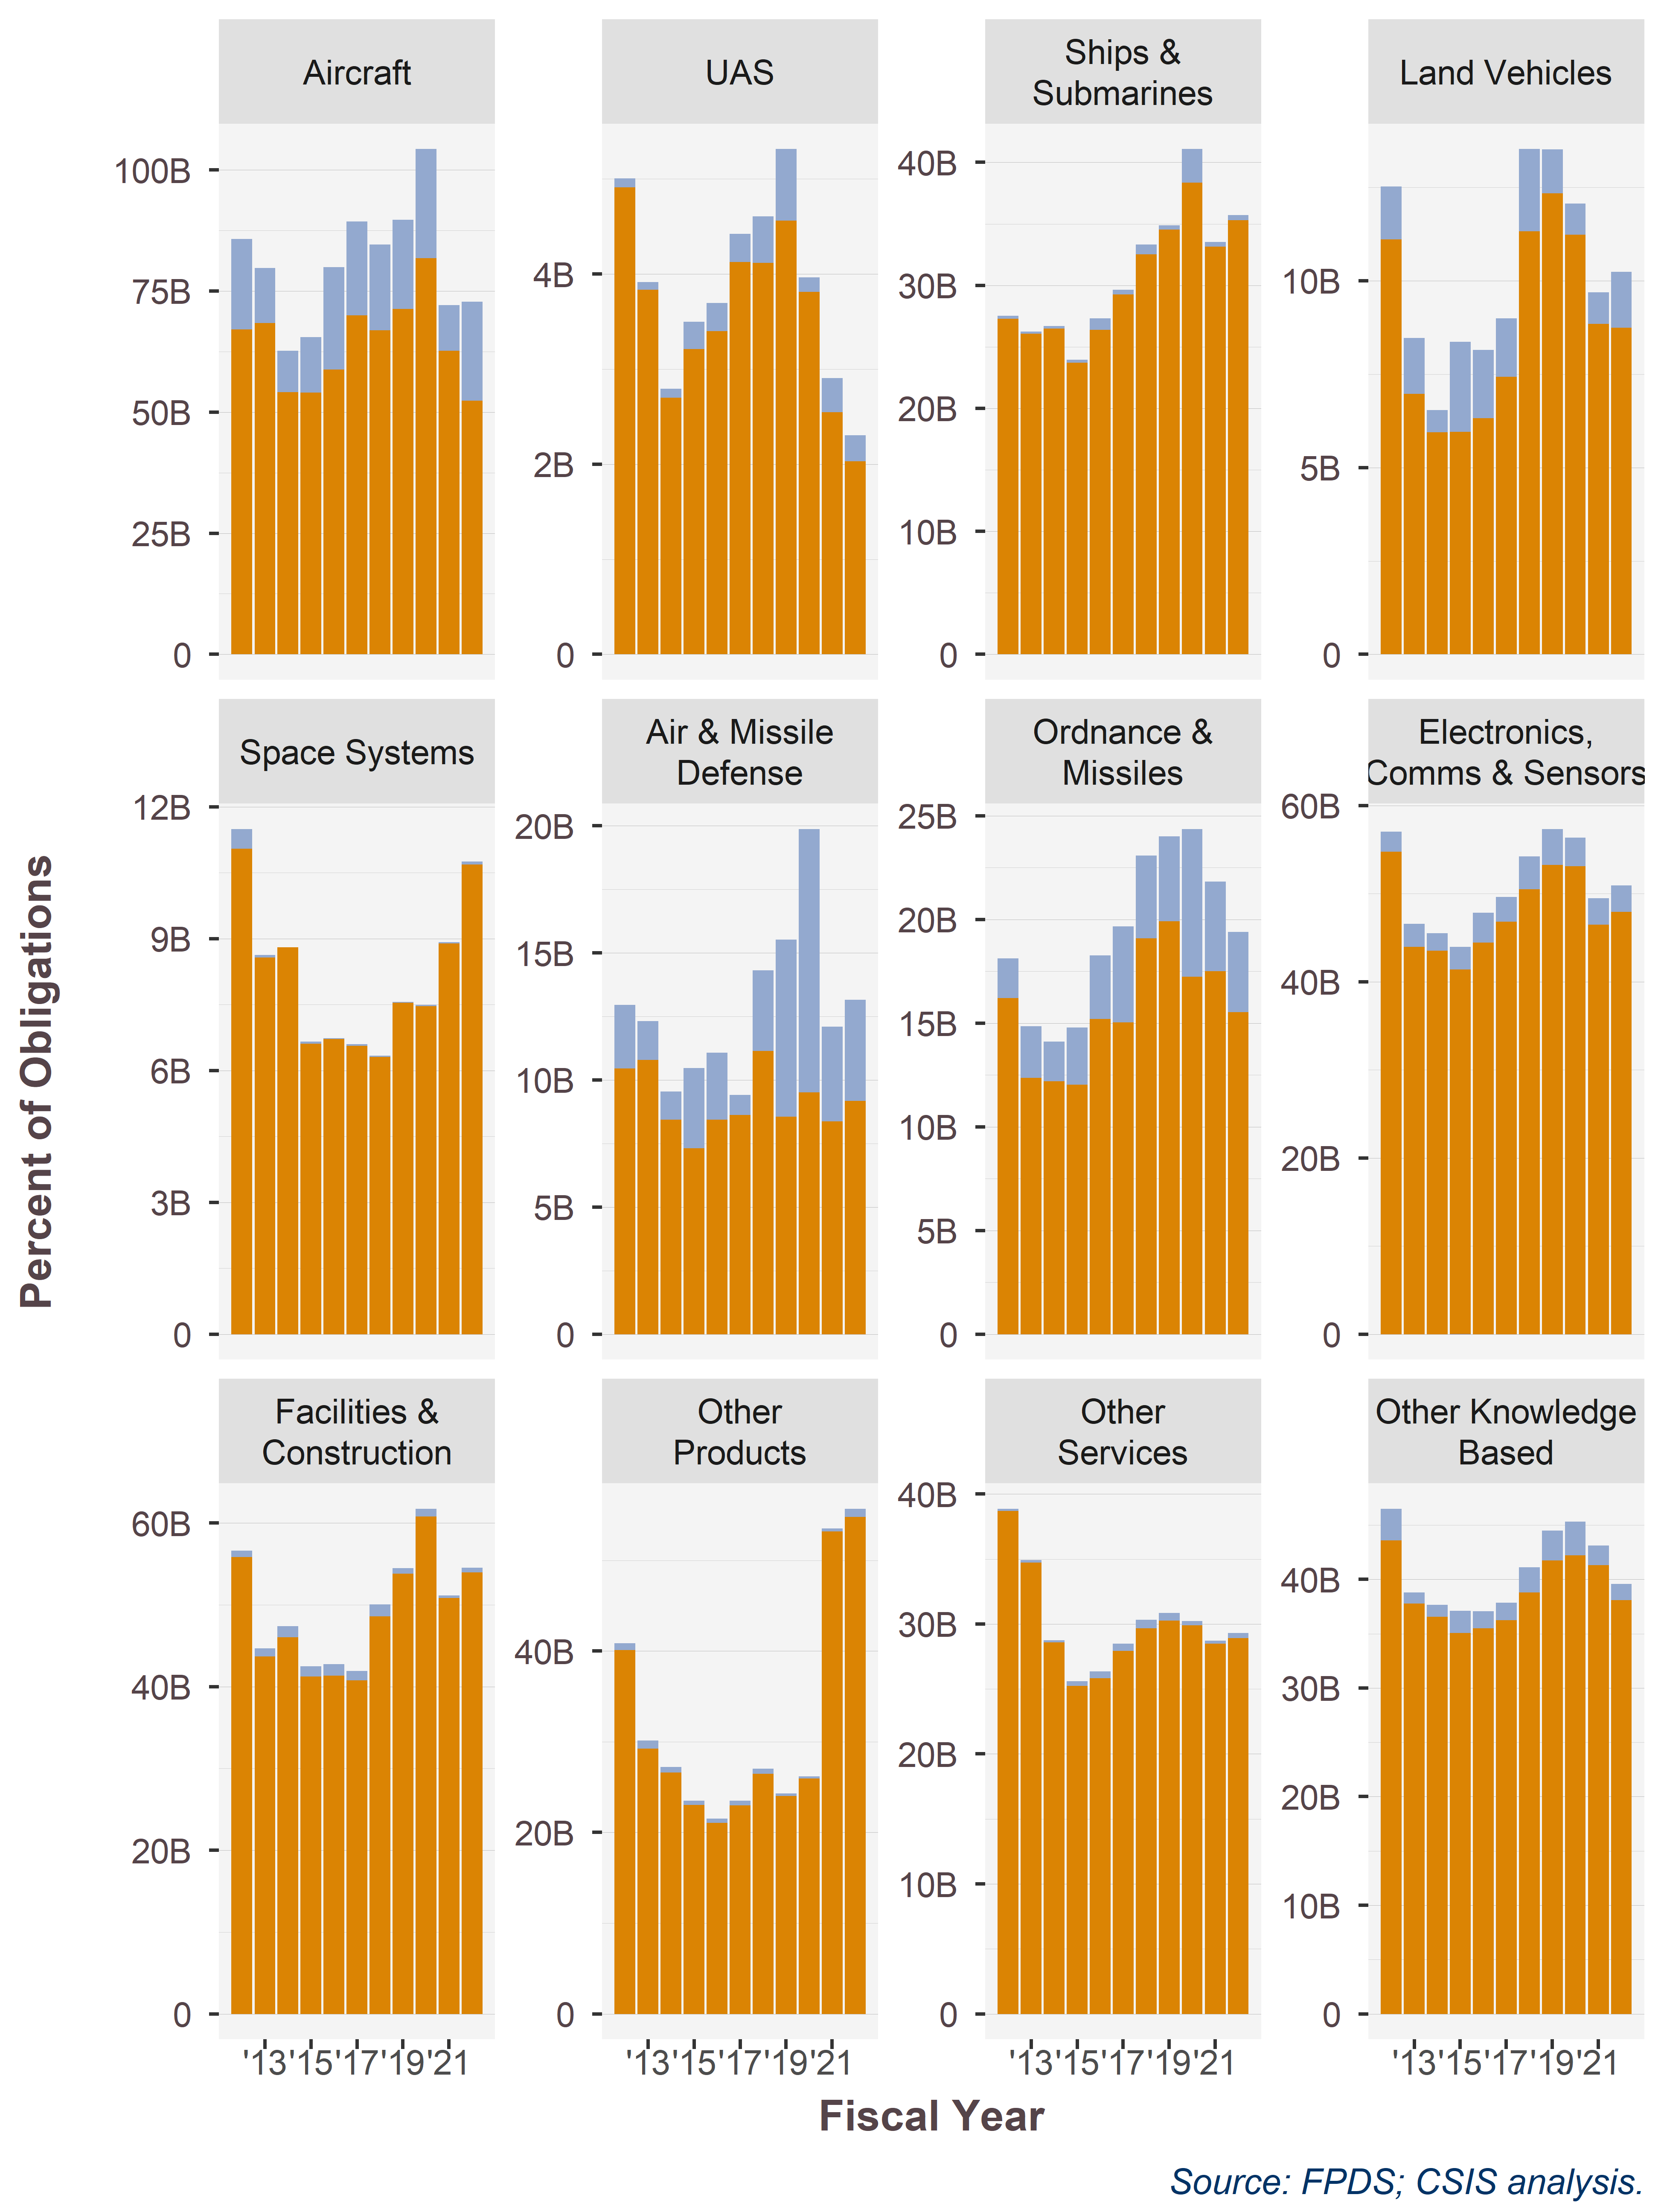 Aircraft
UAS
Ships &
Submarines
Land Vehicles
100B
75B
50B
25B
0
4B
2B
0
40B
30B
20B
10B
0
10B
5B
0
Space Systems
Air & Missile
Defense
Ordnance &
Missiles
Electronics,
Comms & Sensors
12B
9B
6B
3B
0
20B
15B
10B
5B
0
25B
20B
15B
10B
5B
0
60B
40B
20B
0
Percent of Obligations
Facilities &
Construction
Other
Products
Other
Services
Other Knowledge
Based
60B
40B
20B
0
40B
20B
0
40B
30B
20B
10B
0
40B
30B
20B
10B
0
'13 '15 '17 '19 '21
'13 '15 '17 '19 '21
'13 '15 '17 '19 '21
'13 '15 '17 '19 '21
Fiscal Year
Source: FPDS; CSIS analysis.